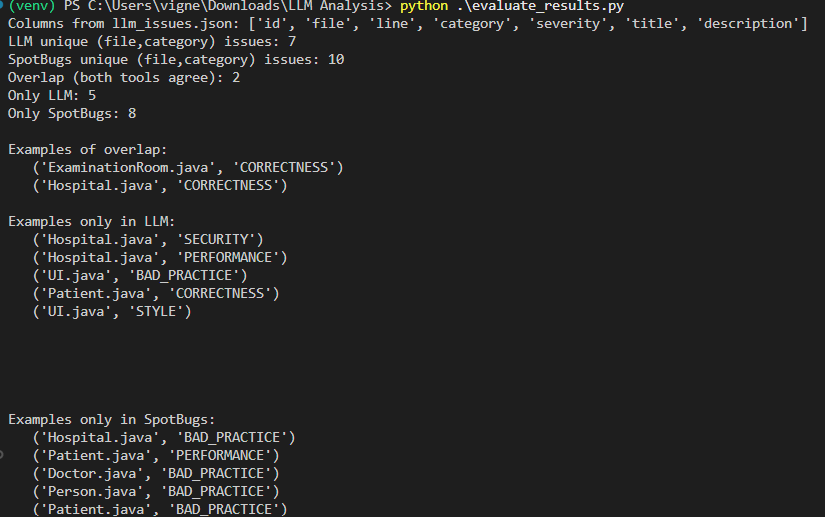 (venv) PS C:\Users\vigne\Downloads\LLM Analysis> python .\evaluate_results.py
Columns from llm_issues.json: ['id', 'file', 'line', 'category', 'severity', 'title', 'description']
LLM unique (file,category) issues: 7
SpotBugs unique (file,category) issues: 10
Overlap (both tools agree): 2
Only LLM: 5
Only SpotBugs: 8
Examples of overlap:
('ExaminationRoom.java', 'CORRECTNESS')
('Hospital.java', 'CORRECTNESS')
Examples only in LLM:
('Hospital.java', 'SECURITY')
('Hospital.java', 'PERFORMANCE')
('UI.java', 'BAD_PRACTICE')
('Patient.java', 'CORRECTNESS')
('UI.java', 'STYLE')
Examples only in SpotBugs:
('Hospital.java', 'BAD_PRACTICE')
('Patient.java', 'PERFORMANCE')
('Doctor.java', 'BAD_PRACTICE')
('Person.java', 'BAD_PRACTICE')
('Patient.java', 'BAD_PRACTICE')